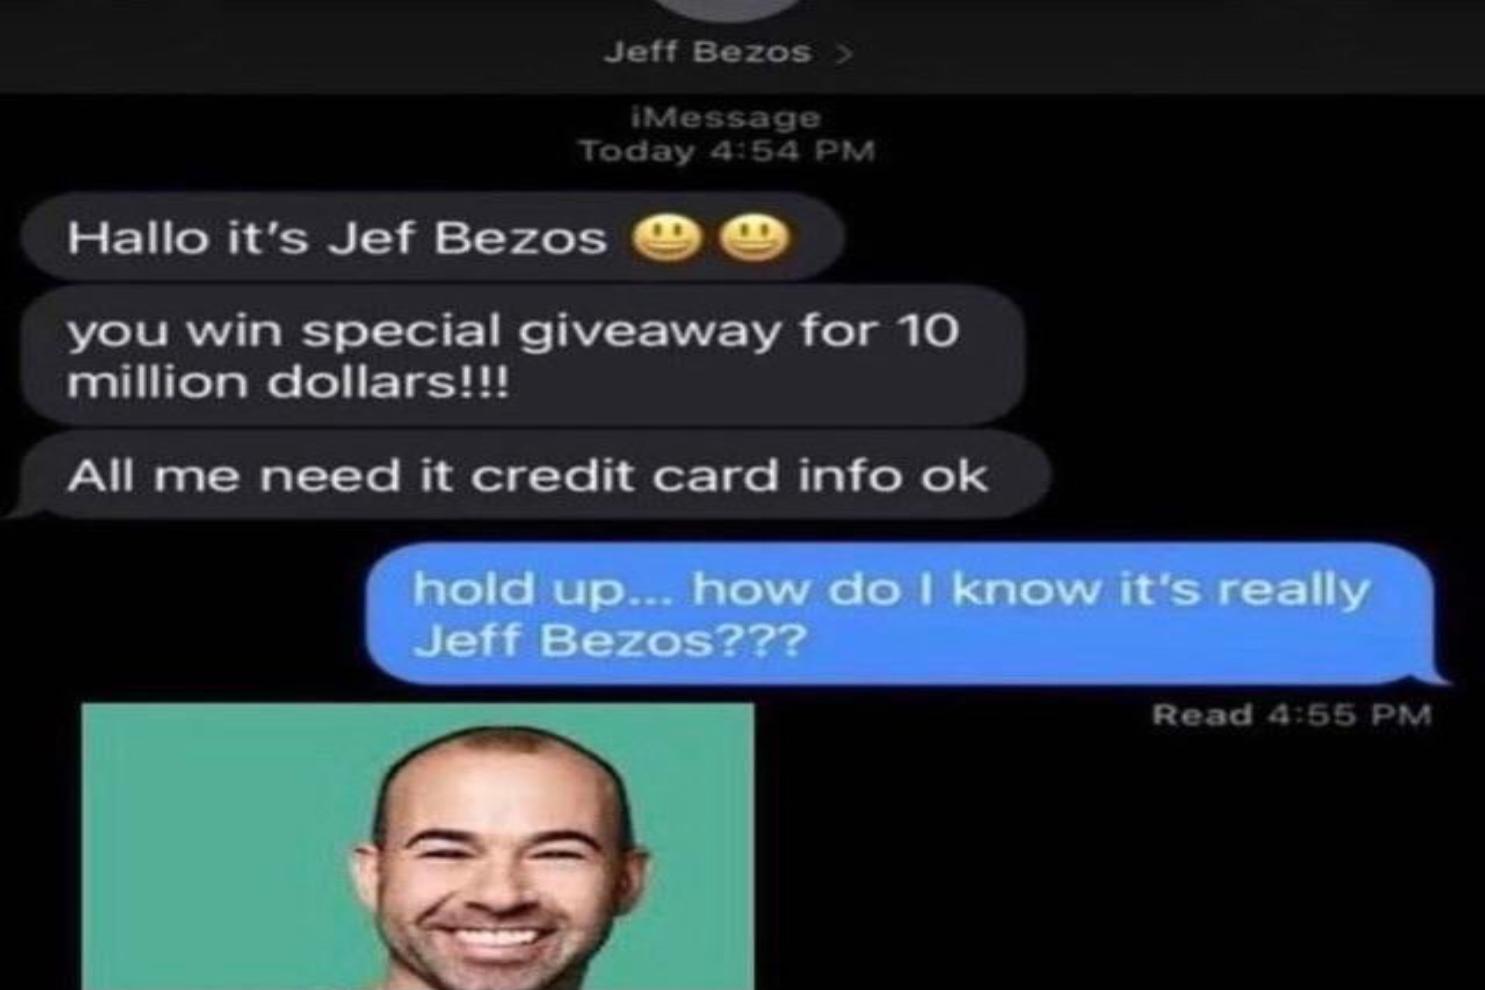 Jeff Bezos >
iMessage
Today 4:54 PM
Hallo it's Jef Bezos 😃😃
you win special giveaway for 10
million dollars!!!
All me need it credit card info ok
hold up... how do I know it's really
Jeff Bezos???
Read 4:55 PM